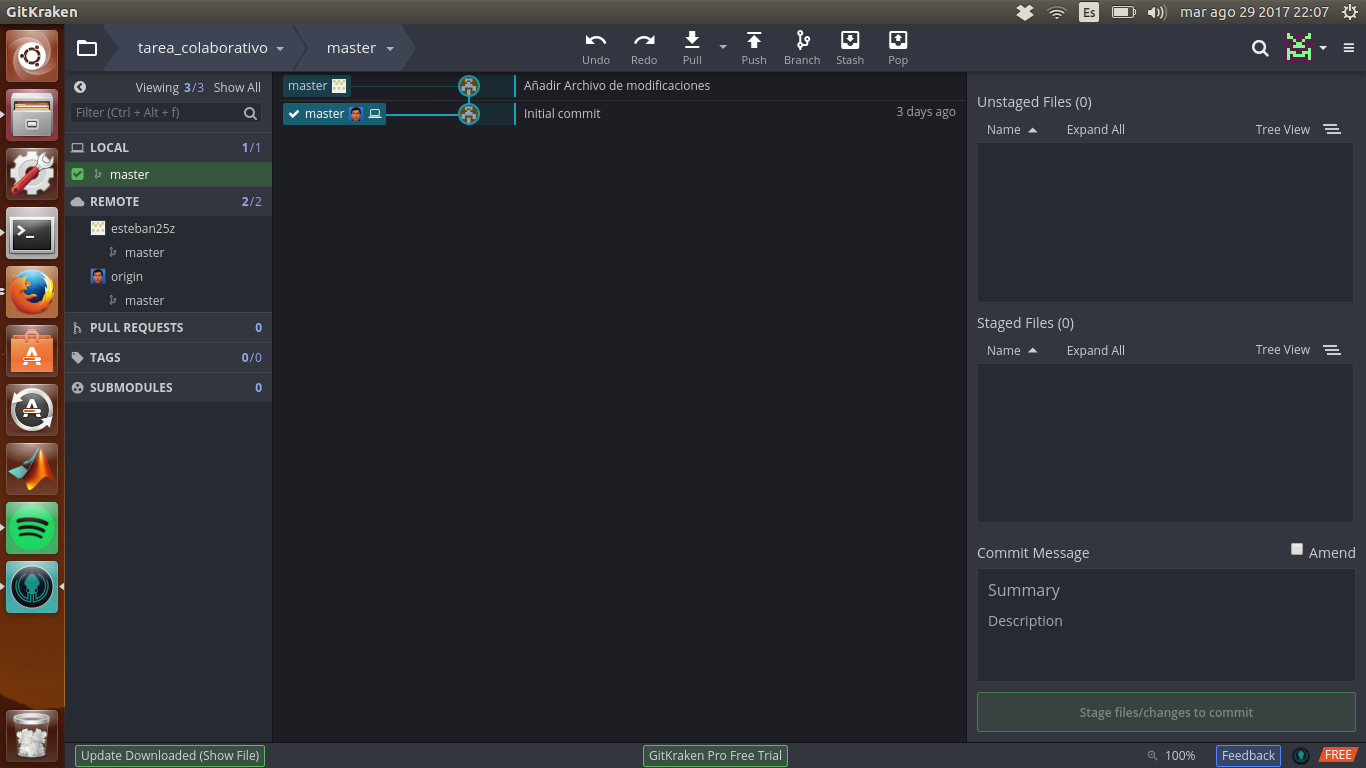 GitKraken
Es
mar ago 29 2017 22:07
tarea_colaborativo
master
Undo
Redo
Pull
Push
Branch
Stash
Pop
Viewing 3/3 Show All
Filter (Ctrl + Alt + f)
LOCAL 1/1
master
REMOTE 2/2
esteban25z
master
origin
master
PULL REQUESTS 0
TAGS 0/0
SUBMODULES 0
master Añadir Archivo de modificaciones
master Initial commit 3 days ago
Unstaged Files (0)
Name Expand All Tree View
Staged Files (0)
Name Expand All Tree View
Commit Message Amend
Summary
Description
Stage files/changes to commit
Update Downloaded (Show File)
GitKraken Pro Free Trial
100%
Feedback
FREE